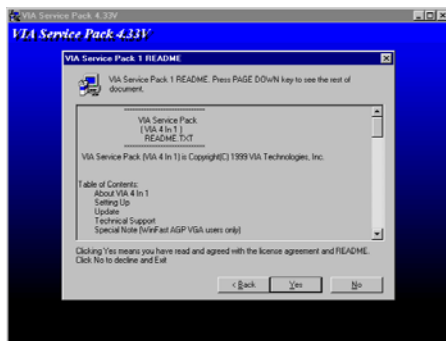 VIA Service Pack 4.33V
VIA Service Pack 4.33V
VIA Service Pack 1 README
VIA Service Pack 1 README. Press PAGE DOWN key to see the rest of
document.
VIA Service Pack
( VIA 4 In 1 )
README.TXT
VIA Service Pack (VIA 4 In 1) is Copyright(C) 1999 VIA Technologies, Inc.
Table of Contents:
About VIA 4 In 1
Setting Up
Update
Technical Support
Special Note (WinFast AGP VGA users only)
Clicking Yes means you have read and agreed with the license agreement and README.
Click No to decline and Exit
< Back
Yes
No